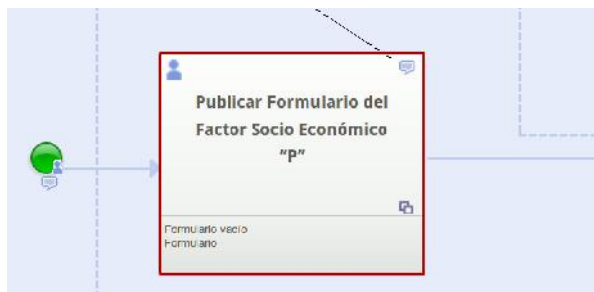 Publicar Formulario del
Factor Socio Económico
“P”
Formulario vacío
Formulario